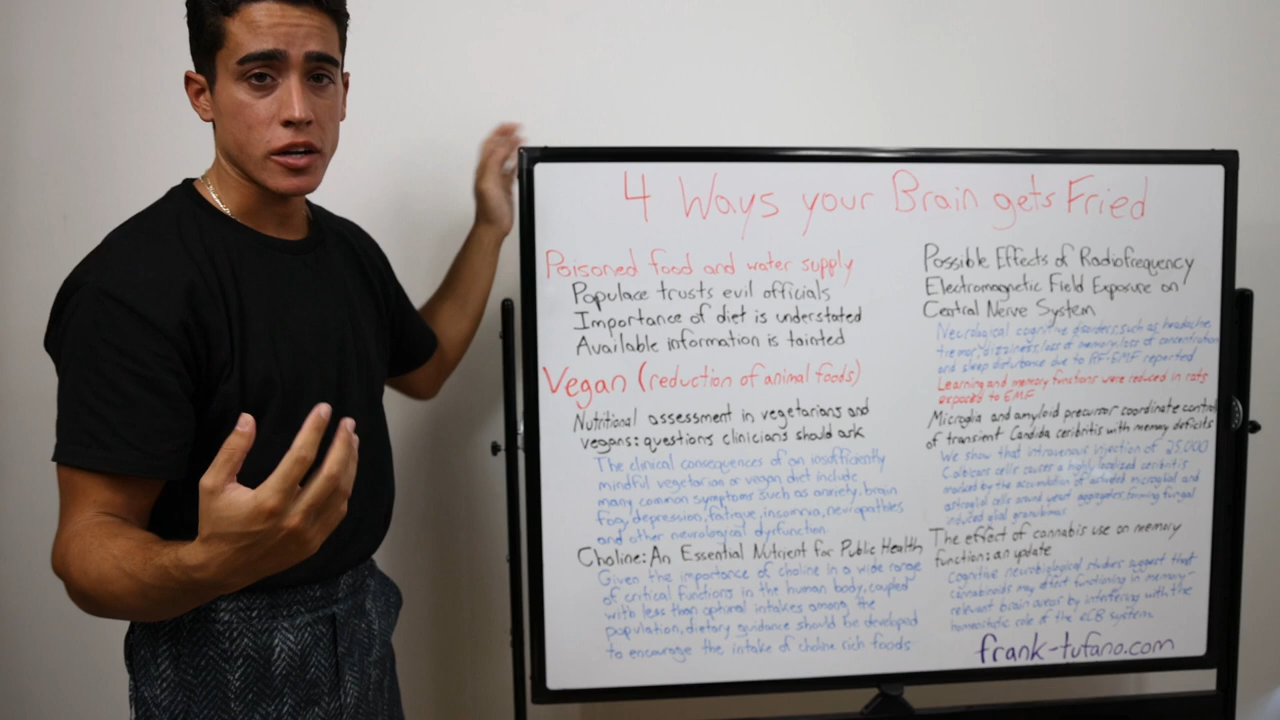 4 Ways your Brain gets Fried
Poisoned food and water supply
Populace trusts evil officials
Importance of diet is understated
Available information is tainted
Vegan (reduction of animal foods)
Nutritional assessment in vegetarians and
vegans: questions clinicians should ask
The clinical consequences of an insufficiently
mindful vegetarian or vegan diet include
many common symptoms such as anxiety, brain
fog, depression, fatigue, insomnia, neuropathies
and other neurological dysfunction.
Choline: An Essential Nutrient for Public Health
Given the importance of choline in a wide range
of critical functions in the human body, coupled
with less than optimal intakes among the
population, dietary guidance should be developed
to encourage the intake of choline rich foods
Possible Effects of Radiofrequency
Electromagnetic Field Exposure on
Central Nerve System
Neurological cognitive disorders such as headache
tremor, dizziness, loss of memory, loss of concentration
and sleep disturbance due to RF-EMF reported
Learning and memory functions were reduced in rats
exposed to EMF
Microglia and amyloid precursor coordinate control
of transient Candida ceribritis with memory deficits
We show that intravenous injection of 25,000
C.albicans cells causes a highly localized ceribritis
marked by the accumulation of activated microglial and
astroglial cells around yeast aggregates, forming fungal
induced glial granulomas
The effect of cannabis use on memory
function: an update
Cognitive neurobiological studies suggest that
cannabinoids may affect functioning in memory-
relevant brain areas by interfering with the
role of the eCB system.
frank-tufano.com